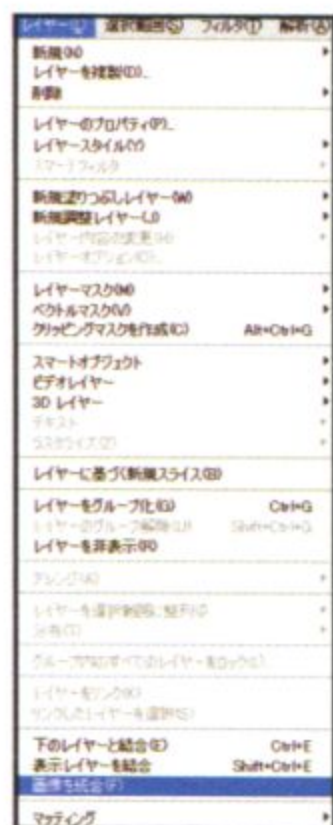 レイヤー(L) 選択範囲(S) フィルタ(T) 解析(A)
新規(N)
レイヤーを複製(D)...
削除
レイヤーのプロパティ(P)...
レイヤースタイル(Y)
スマートフィルタ
新規塗りつぶしレイヤー(W)
新規調整レイヤー(J)
レイヤー内容の変更(H)
レイヤーオプション(O)...
レイヤーマスク(M)
ベクトルマスク(V)
クリッピングマスクを作成(C) Alt+Ctrl+G
スマートオブジェクト
ビデオレイヤー
3D レイヤー
テキスト
ラスタライズ(Z)
レイヤーに基づく新規スライス(B)
レイヤーをグループ化(G) Ctrl+G
レイヤーのグループ解除(U) Shift+Ctrl+G
レイヤーを非表示(R)
アレンジ(A)
レイヤーを選択範囲に整列(I)
分布(T)
グループ内のすべてのレイヤーをロック(L)...
レイヤーをリンク(K)
リンクしたレイヤーを選択(S)
下のレイヤーと結合(E) Ctrl+E
表示レイヤーを結合 Shift+Ctrl+E
画像を統合(F)
マッティング